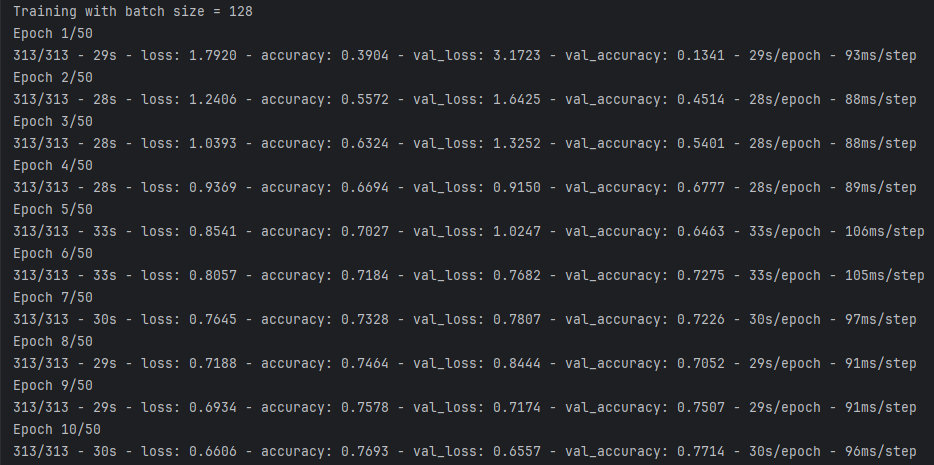 Training with batch size = 128
Epoch 1/50
313/313 - 29s - loss: 1.7920 - accuracy: 0.3904 - val_loss: 3.1723 - val_accuracy: 0.1341 - 29s/epoch - 93ms/step
Epoch 2/50
313/313 - 28s - loss: 1.2406 - accuracy: 0.5572 - val_loss: 1.6425 - val_accuracy: 0.4514 - 28s/epoch - 88ms/step
Epoch 3/50
313/313 - 28s - loss: 1.0393 - accuracy: 0.6324 - val_loss: 1.3252 - val_accuracy: 0.5401 - 28s/epoch - 88ms/step
Epoch 4/50
313/313 - 28s - loss: 0.9369 - accuracy: 0.6694 - val_loss: 0.9150 - val_accuracy: 0.6777 - 28s/epoch - 89ms/step
Epoch 5/50
313/313 - 33s - loss: 0.8541 - accuracy: 0.7027 - val_loss: 1.0247 - val_accuracy: 0.6463 - 33s/epoch - 106ms/step
Epoch 6/50
313/313 - 33s - loss: 0.8057 - accuracy: 0.7184 - val_loss: 0.7682 - val_accuracy: 0.7275 - 33s/epoch - 105ms/step
Epoch 7/50
313/313 - 30s - loss: 0.7645 - accuracy: 0.7328 - val_loss: 0.7807 - val_accuracy: 0.7226 - 30s/epoch - 97ms/step
Epoch 8/50
313/313 - 29s - loss: 0.7188 - accuracy: 0.7464 - val_loss: 0.8444 - val_accuracy: 0.7052 - 29s/epoch - 91ms/step
Epoch 9/50
313/313 - 29s - loss: 0.6934 - accuracy: 0.7578 - val_loss: 0.7174 - val_accuracy: 0.7507 - 29s/epoch - 91ms/step
Epoch 10/50
313/313 - 30s - loss: 0.6606 - accuracy: 0.7693 - val_loss: 0.6557 - val_accuracy: 0.7714 - 30s/epoch - 96ms/step